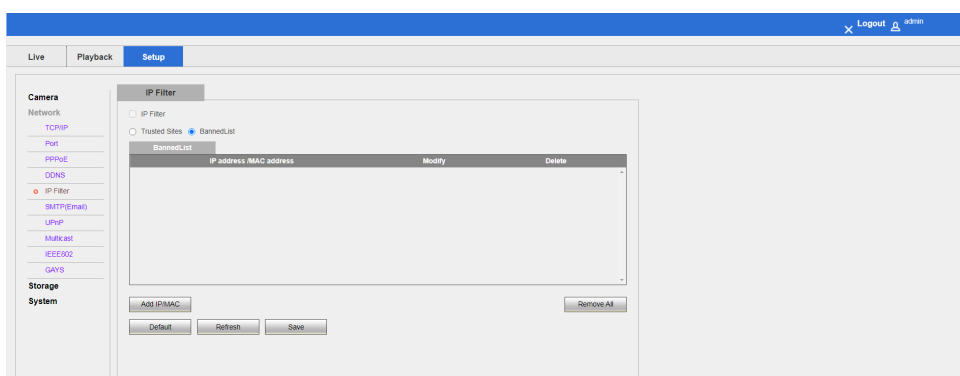 Logout admin
Live Playback Setup
Camera
Network
TCP/IP
Port
PPPoE
DDNS
IP Filter
SMTP(Email)
UPnP
Multicast
IEEE802
GAYS
Storage
System
IP Filter
IP Filter
Trusted Sites BannedList
BannedList
IP address /MAC address Modify Delete
Add IP/MAC Remove All
Default Refresh Save